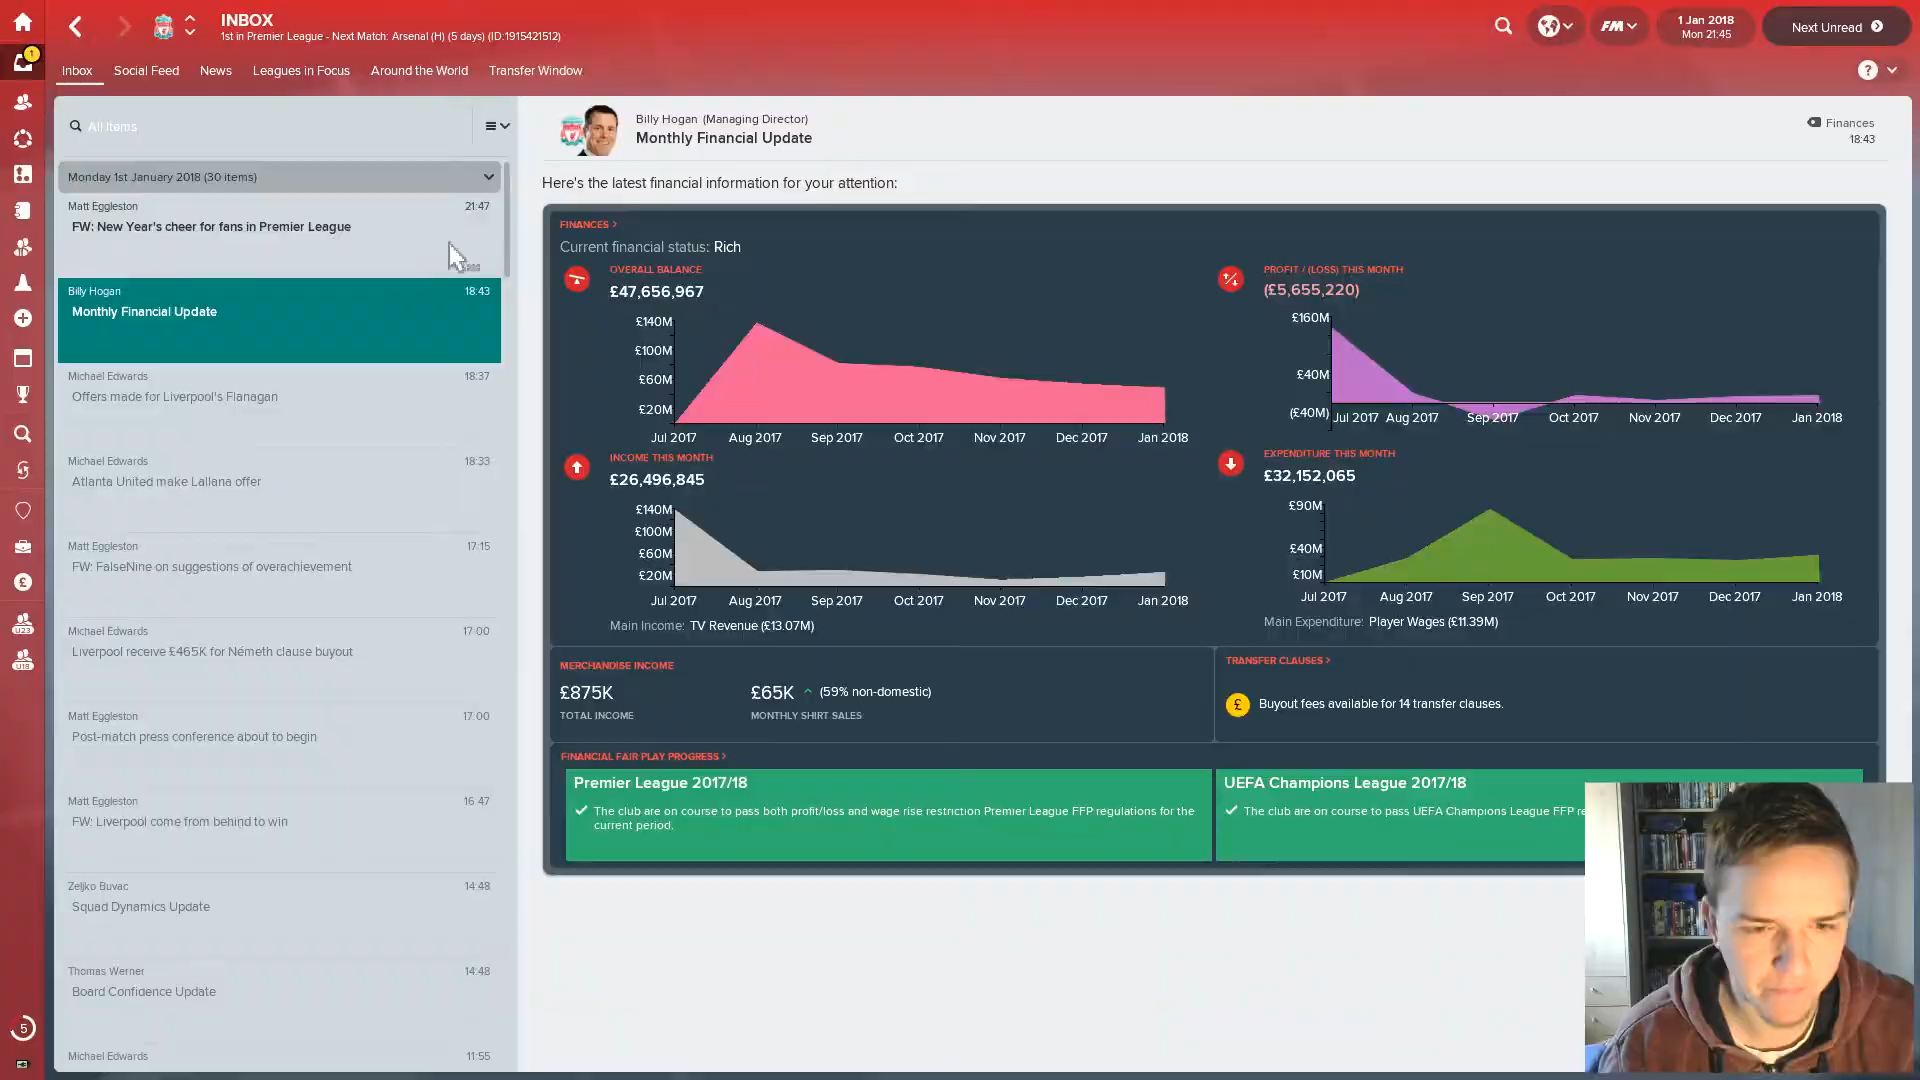 INBOX
1st in Premier League - Next Match: Arsenal (H) (5 days) (ID:1915421512)
FM
1 Jan 2018
Mon 21:45
Next Unread
1
Inbox
Social Feed
News
Leagues in Focus
Around the World
Transfer Window
?
All Items
Monday 1st January 2018 (30 items)
Matt Eggleston 21:47
FW: New Year's cheer for fans in Premier League
Billy Hogan 18:43
Monthly Financial Update
Michael Edwards 18:37
Offers made for Liverpool's Flanagan
Michael Edwards 18:33
Atlanta United make Lallana offer
Matt Eggleston 17:15
FW: FalseNine on suggestions of overachievement
Michael Edwards 17:00
Liverpool receive £465K for Németh clause buyout
Matt Eggleston 17:00
Post-match press conference about to begin
Matt Eggleston 16:47
FW: Liverpool come from behind to win
Zeljko Buvac 14:48
Squad Dynamics Update
Thomas Werner 14:48
Board Confidence Update
Michael Edwards 11:55
U23
U18
5
Billy Hogan (Managing Director)
Monthly Financial Update
Finances
18:43
Here's the latest financial information for your attention:
FINANCES >
Current financial status: Rich
OVERALL BALANCE
£47,656,967
£140M
£100M
£60M
£20M
Jul 2017 Aug 2017 Sep 2017 Oct 2017 Nov 2017 Dec 2017 Jan 2018
PROFIT / (LOSS) THIS MONTH
(£5,655,220)
£160M
£40M
(£40M)
Jul 2017 Aug 2017 Sep 2017 Oct 2017 Nov 2017 Dec 2017 Jan 2018
INCOME THIS MONTH
£26,496,845
£140M
£100M
£60M
£20M
Jul 2017 Aug 2017 Sep 2017 Oct 2017 Nov 2017 Dec 2017 Jan 2018
Main Income: TV Revenue (£13.07M)
EXPENDITURE THIS MONTH
£32,152,065
£90M
£40M
£10M
Jul 2017 Aug 2017 Sep 2017 Oct 2017 Nov 2017 Dec 2017 Jan 2018
Main Expenditure: Player Wages (£11.39M)
MERCHANDISE INCOME
£875K
TOTAL INCOME
£65K (59% non-domestic)
MONTHLY SHIRT SALES
TRANSFER CLAUSES >
£
Buyout fees available for 14 transfer clauses.
FINANCIAL FAIR PLAY PROGRESS >
Premier League 2017/18
The club are on course to pass both profit/loss and wage rise restriction Premier League FFP regulations for the
current period.
UEFA Champions League 2017/18
The club are on course to pass UEFA Champions League FFP